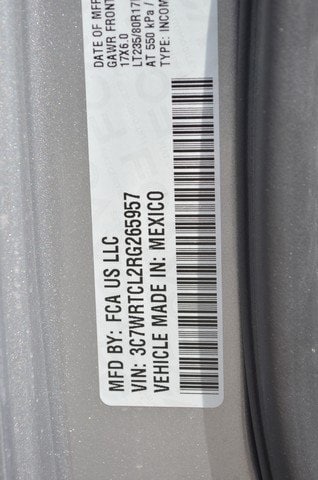 DATE OF MFR
GAWR FRONT
17X6.0
LT235/80R17
AT 550 kPa /
TYPE: INCOM
MFD BY: FCA US LLC
VIN: 3C7WRTCL2RG265957
VEHICLE MADE IN: MEXICO